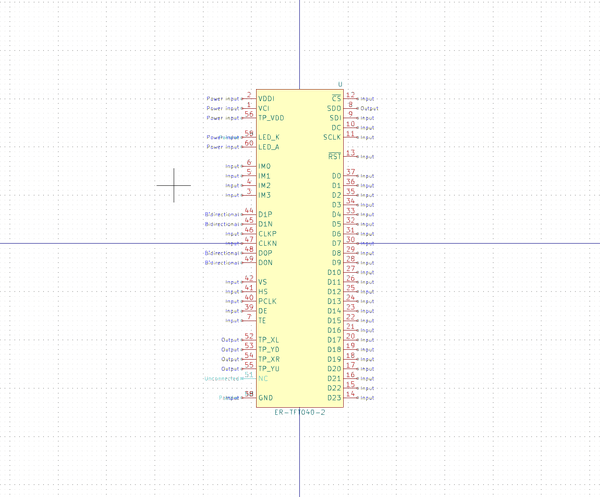 U
Power input 2 VDDI
Power input 1 VCI
Power input 56 TP_VDD
59 LED_K
Power input 60 LED_A
Input 6 IM0
Input 5 IM1
Input 4 IM2
Input 3 IM3
Bidirectional 44 D1P
Bidirectional 45 D1N
Input 46 CLKP
Input 47 CLKN
Bidirectional 48 D0P
Bidirectional 49 D0N
Input 42 VS
Input 41 HS
Input 40 PCLK
Input 39 DE
Input 7 TE
Output 52 TP_XL
Output 53 TP_YD
Output 54 TP_XR
Output 55 TP_YU
Unconnected 51 NC
58 GND
CS 12 Input
SDO 8 Output
SDI 9 Input
DC 10 Input
SCLK 11 Input
RST 13 Input
D0 37 Input
D1 36 Input
D2 35 Input
D3 34 Input
D4 33 Input
D5 32 Input
D6 31 Input
D7 30 Input
D8 29 Input
D9 28 Input
D10 27 Input
D11 26 Input
D12 25 Input
D13 24 Input
D14 23 Input
D15 22 Input
D16 21 Input
D17 20 Input
D18 19 Input
D19 18 Input
D20 17 Input
D21 16 Input
D22 15 Input
D23 14 Input
ER-TFT040-2